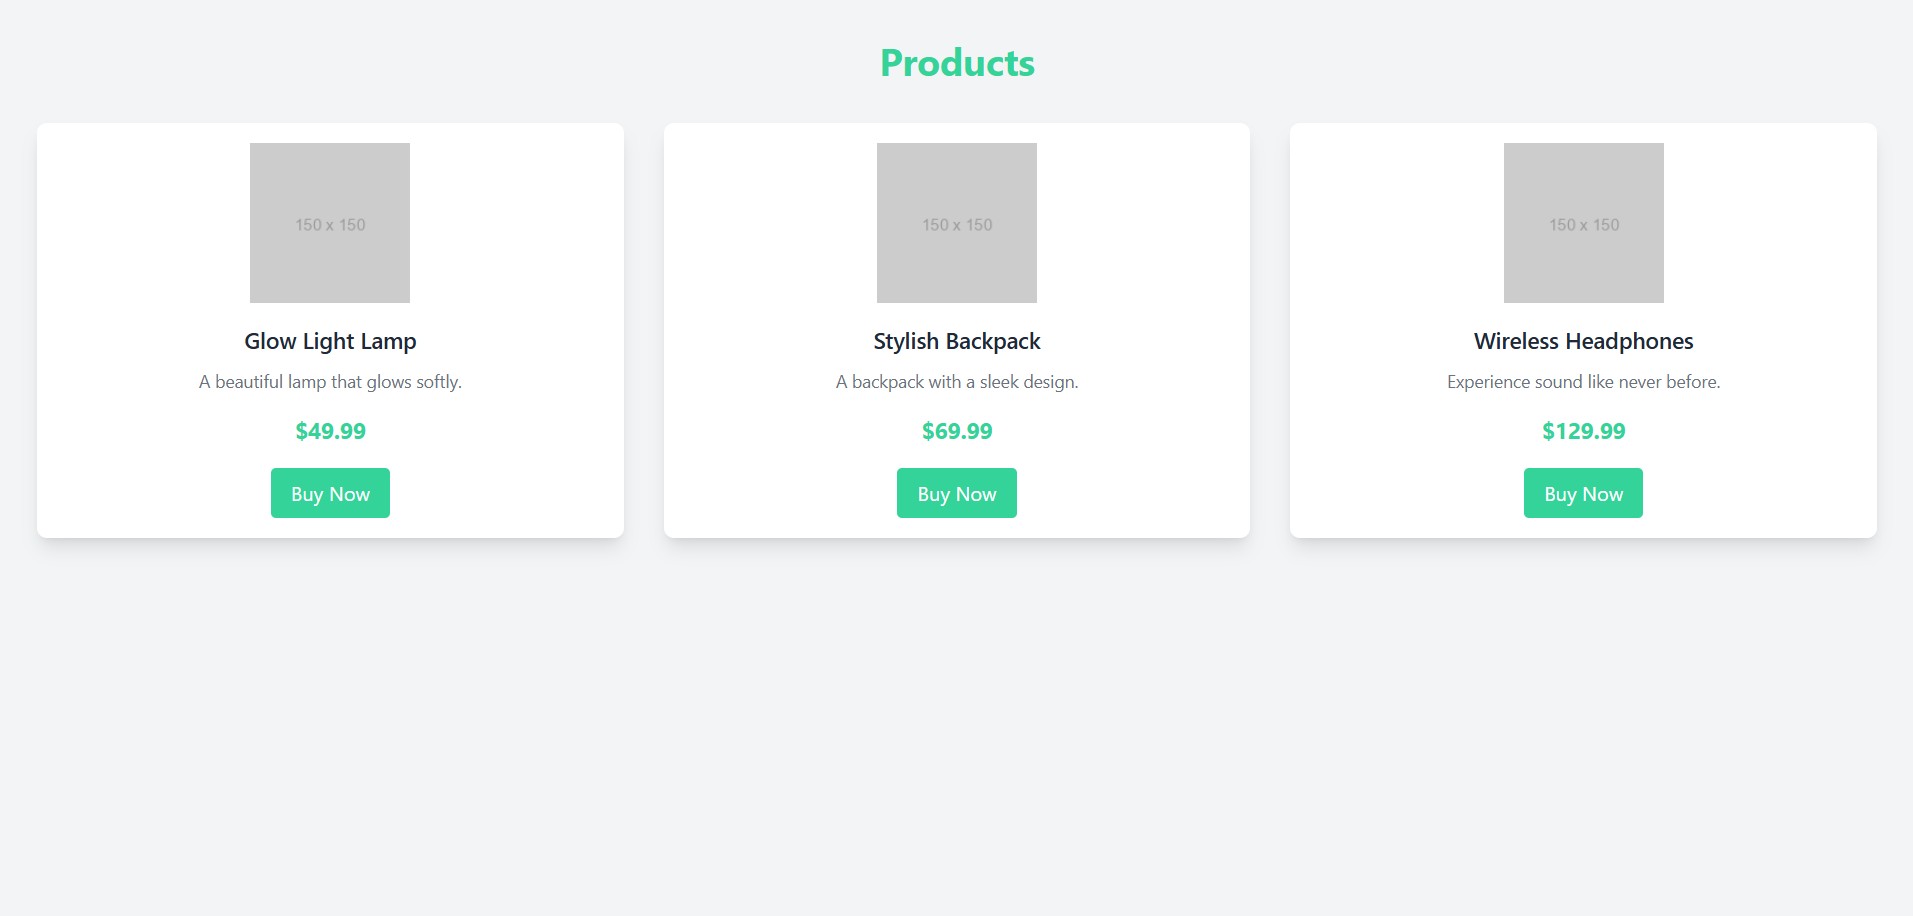 Products
150 x 150
Glow Light Lamp
A beautiful lamp that glows softly.
$49.99
Buy Now
150 x 150
Stylish Backpack
A backpack with a sleek design.
$69.99
Buy Now
150 x 150
Wireless Headphones
Experience sound like never before.
$129.99
Buy Now